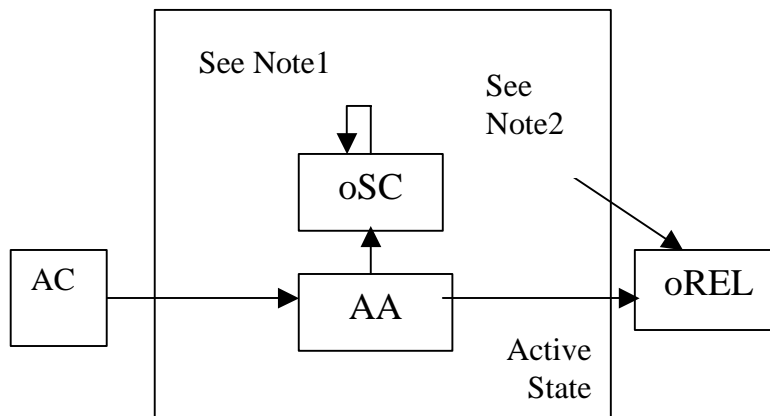 See Note1
See
Note2
oSC
AC
AA
oREL
Active
State